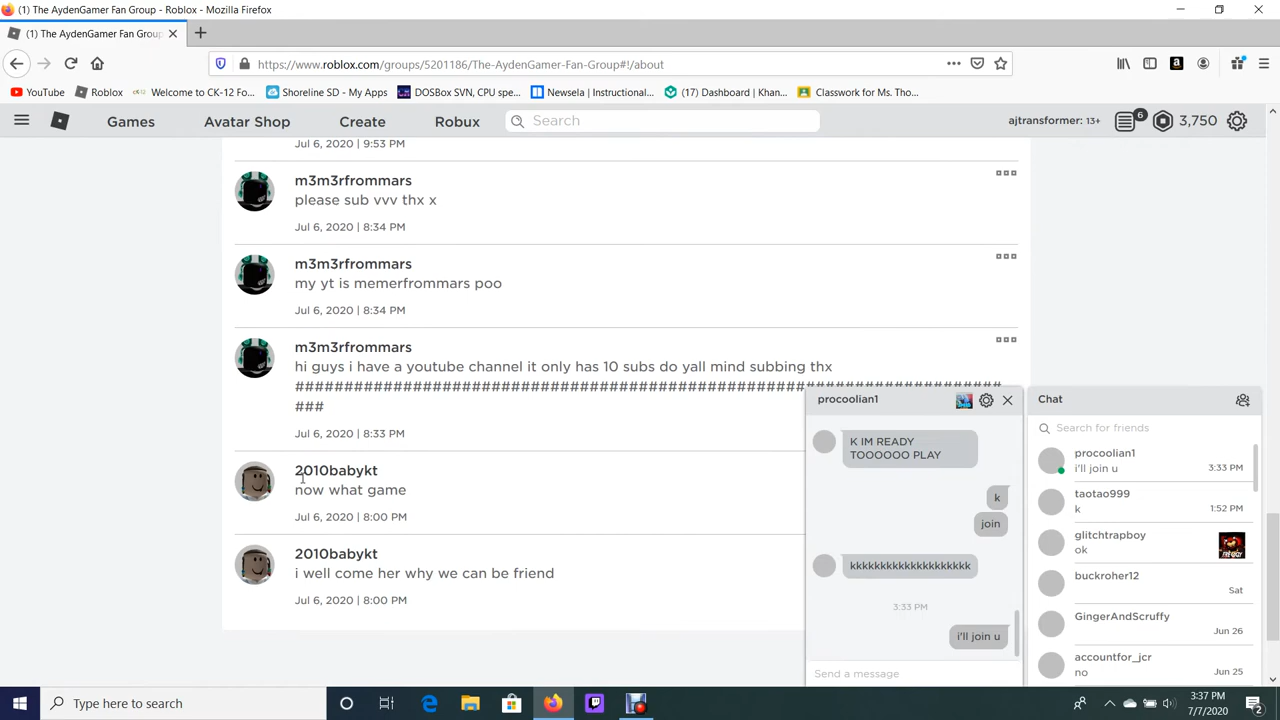 (1) The AydenGamer Fan Group - Roblox - Mozilla Firefox
(1) The AydenGamer Fan Group
https://www.roblox.com/groups/5201186/The-AydenGamer-Fan-Group#!/about
YouTube Roblox Welcome to CK-12 Fo... Shoreline SD - My Apps DOSBox SVN, CPU spe... Newsela | Instructional... (17) Dashboard | Khan... Classwork for Ms. Tho...
Games Avatar Shop Create Robux Search ajtransformer: 13+ 6 3,750
Jul 6, 2020 | 9:53 PM
m3m3rfrommars
please sub vvv thx x
Jul 6, 2020 | 8:34 PM
m3m3rfrommars
my yt is memerfrommars poo
Jul 6, 2020 | 8:34 PM
m3m3rfrommars
hi guys i have a youtube channel it only has 10 subs do yall mind subbing thx
###
Jul 6, 2020 | 8:33 PM
2010babykt
now what game
Jul 6, 2020 | 8:00 PM
2010babykt
i well come her why we can be friend
Jul 6, 2020 | 8:00 PM
procoolian1
K IM READY
TOOOOOO PLAY
k
join
kkkkkkkkkkkkkkkkkkkk
3:33 PM
i'll join u
Send a message
Chat
Search for friends
procoolian1
i'll join u 3:33 PM
taotao999
k 1:52 PM
glitchtrapboy
ok
buckroher12
Sat
GingerAndScruffy
Jun 26
accountfor_jcr
no Jun 25
Type here to search
3:37 PM
7/7/2020
2